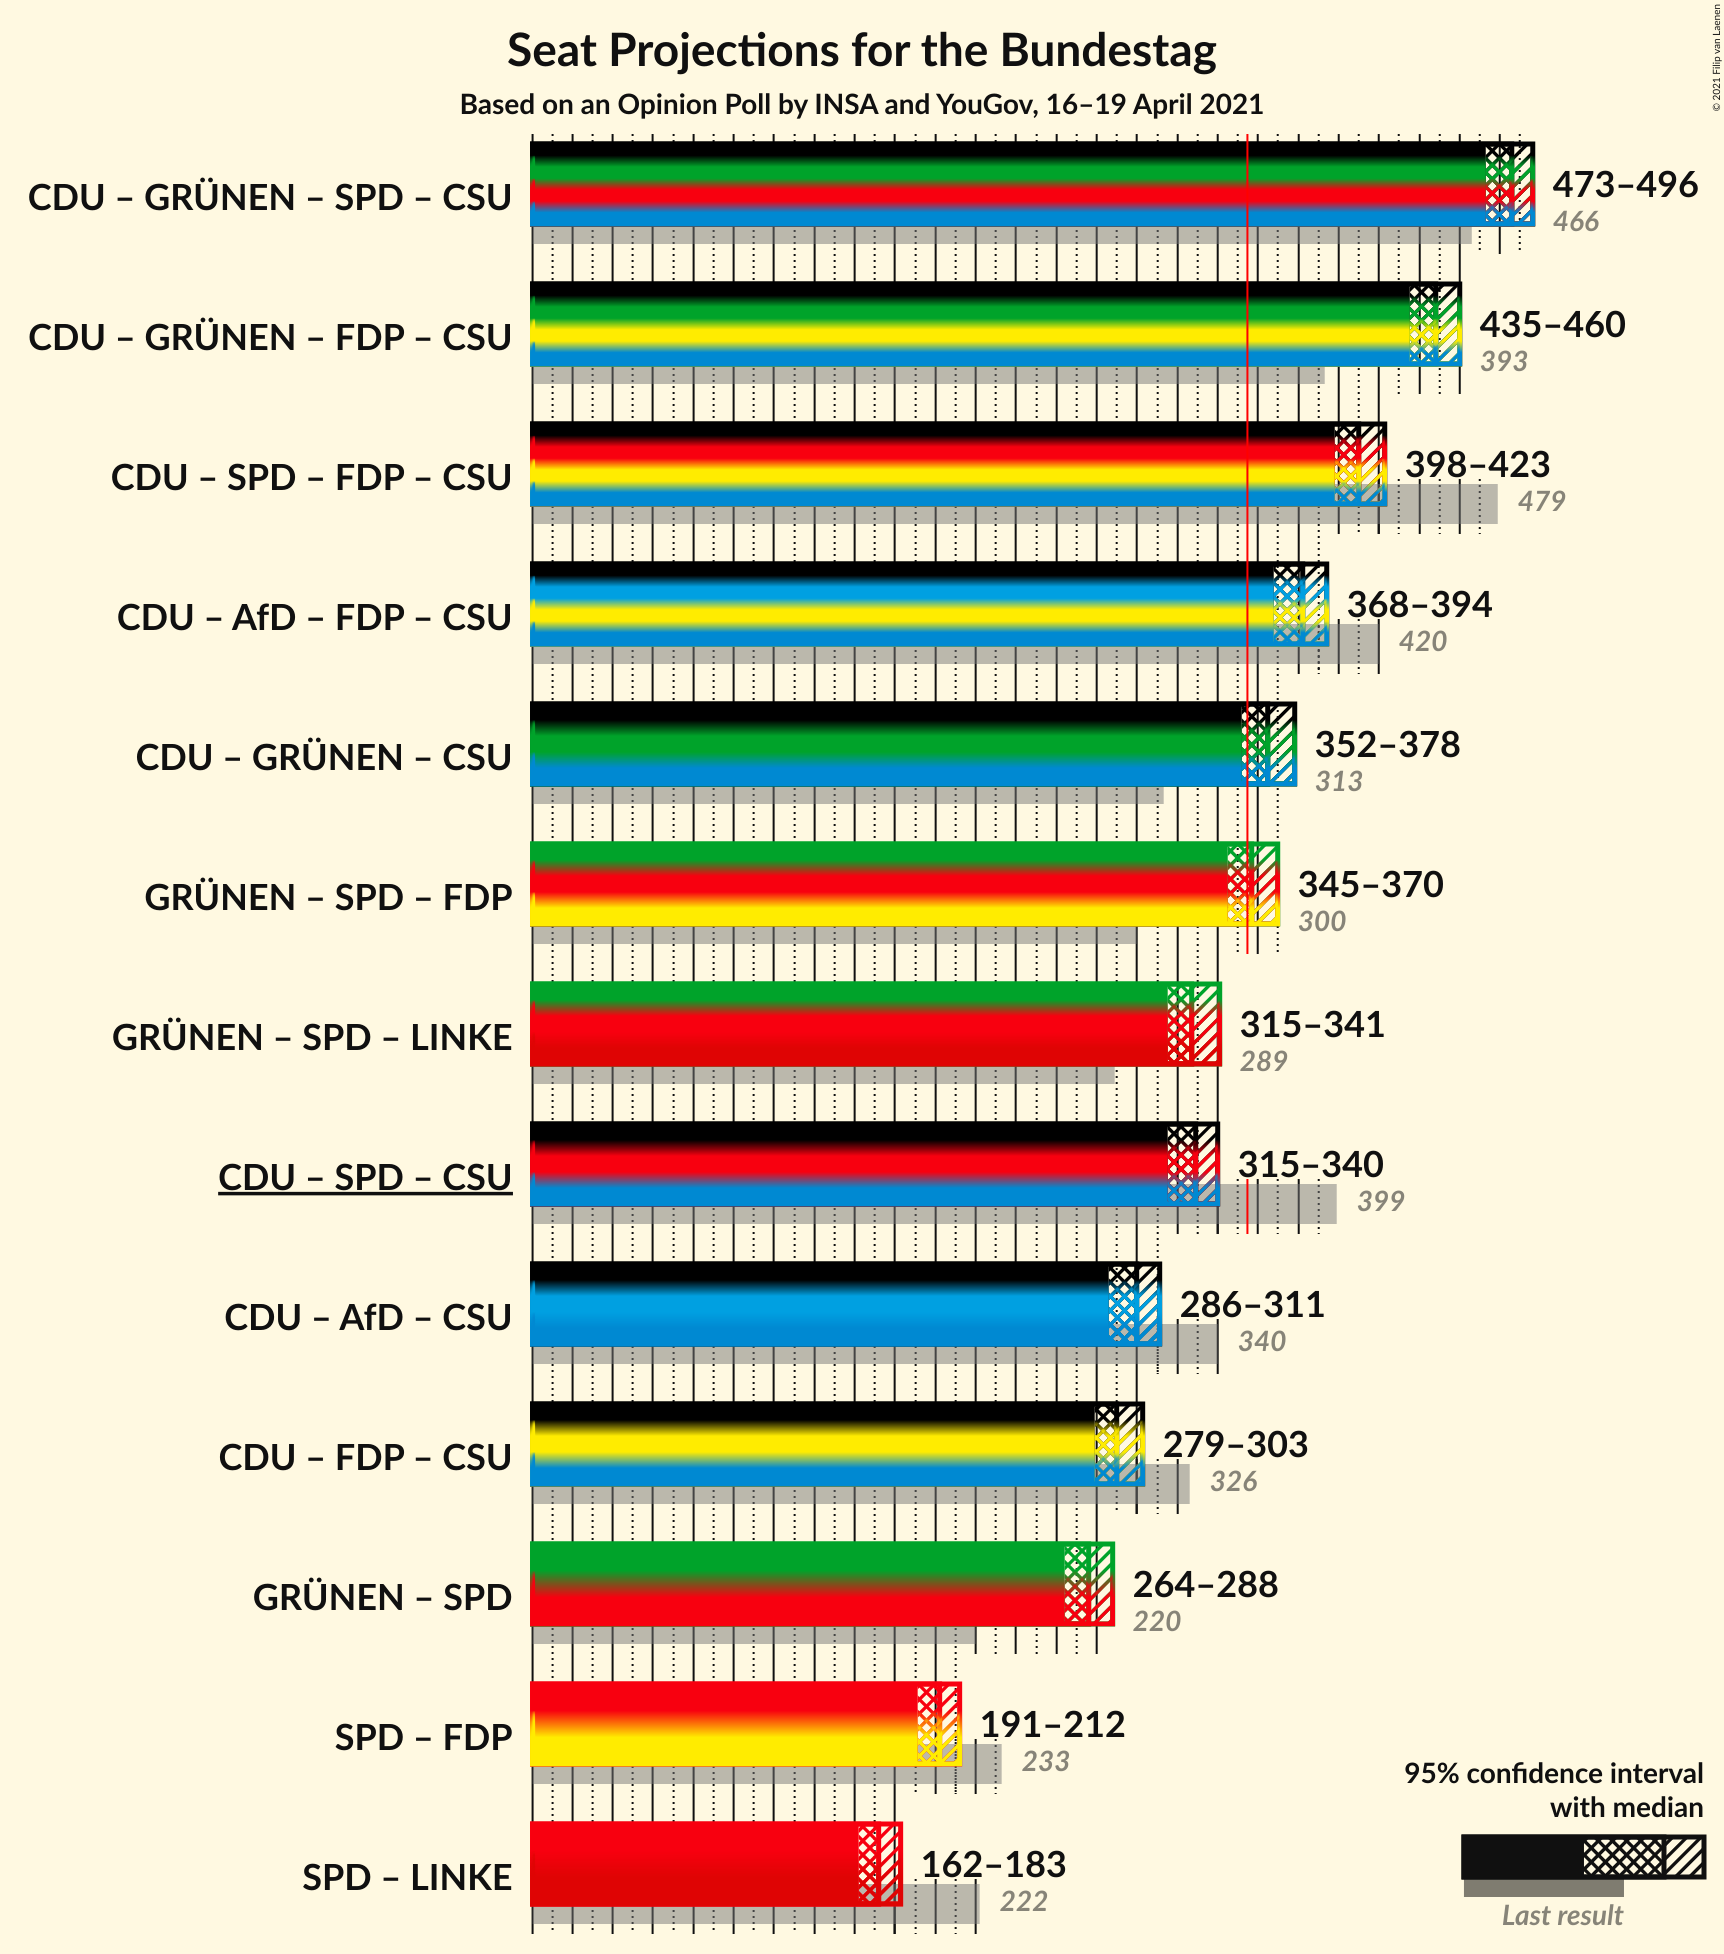 Seat Projections for the Bundestag
Based on an Opinion Poll by INSA and YouGov, 16–19 April 2021
© 2021 Filip van Laenen
CDU – GRÜNEN – SPD – CSU
473–496
466
CDU – GRÜNEN – FDP – CSU
435–460
393
CDU – SPD – FDP – CSU
398–423
479
CDU – AfD – FDP – CSU
368–394
420
CDU – GRÜNEN – CSU
352–378
313
GRÜNEN – SPD – FDP
345–370
300
GRÜNEN – SPD – LINKE
315–341
289
CDU – SPD – CSU
315–340
399
CDU – AfD – CSU
286–311
340
CDU – FDP – CSU
279–303
326
GRÜNEN – SPD
264–288
220
SPD – FDP
191–212
233
SPD – LINKE
162–183
222
95% confidence interval
with median
Last result